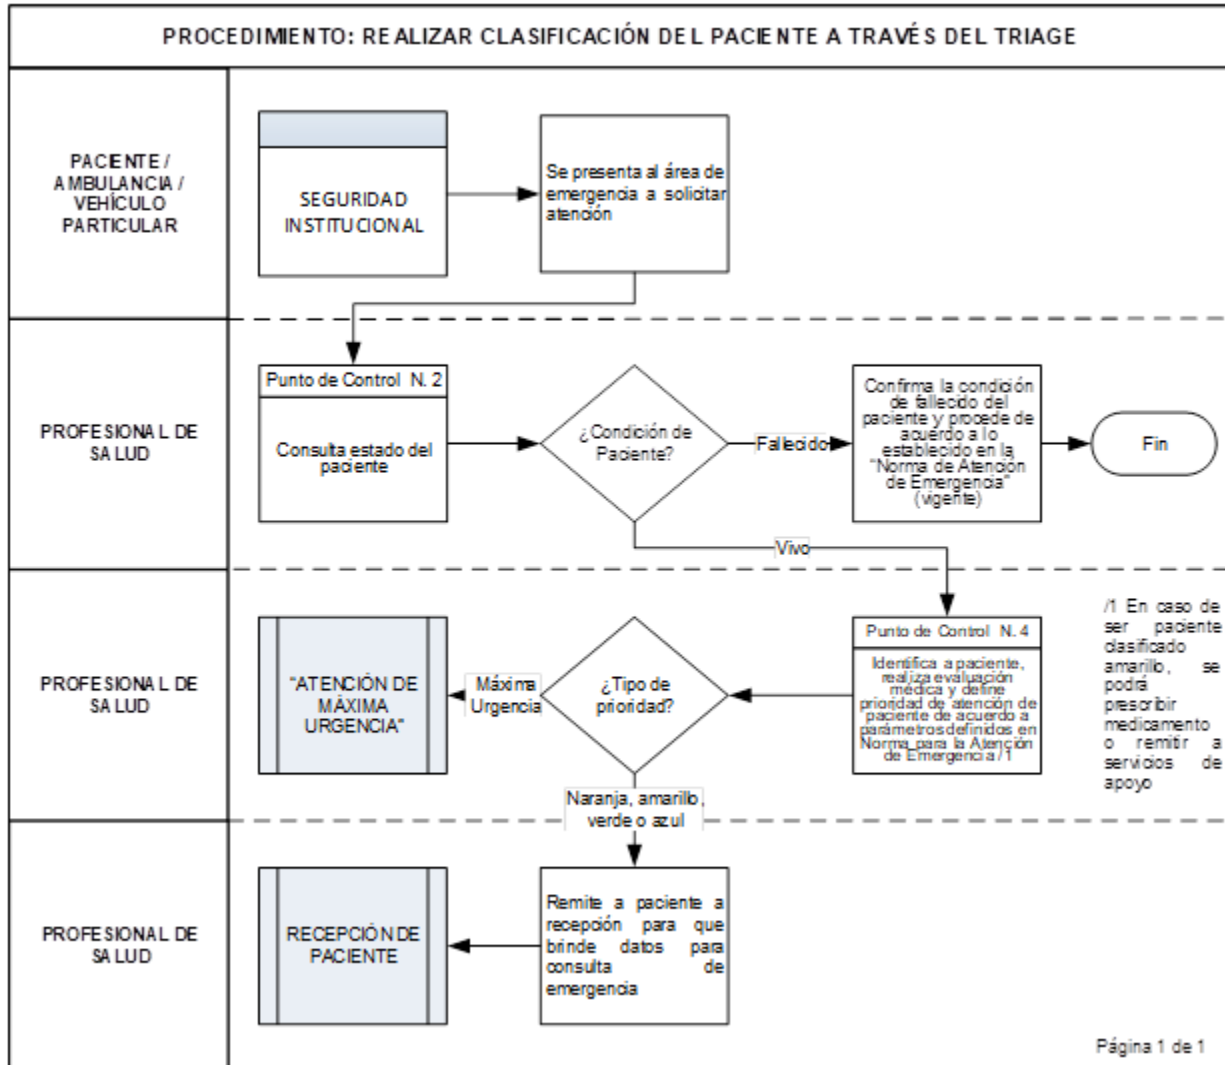 PROCEDIMIENTO: REALIZAR CLASIFICACIÓN DEL PACIENTE A TRAVÉS DEL TRIAGE
PACIENTE /
AMBULANCIA /
VEHÍCULO
PARTICULAR
SEGURIDAD
INSTITUCIONAL
Se presenta al área de
emergencia a solicitar
atención
PROFESIONAL DE
SALUD
Punto de Control N. 2
Consulta estado del
paciente
¿Condición de
Paciente?
Fallecido
Confirma la condición
de fallecido del
paciente y procede de
acuerdo a lo
establecido en la
"Norma de Atención
de Emergencia"
(vigente)
Fin
Vivo
PROFESIONAL DE
SALUD
"ATENCIÓN DE
MÁXIMA
URGENCIA"
Máxima
Urgencia
¿Tipo de
prioridad?
Punto de Control N. 4
Identifica a paciente,
realiza evaluación
médica y define
prioridad de atención de
paciente de acuerdo a
parámetros definidos en
Norma para la Atención
de Emergencia /1
/1 En caso de
ser paciente
clasificado
amarillo, se
podrá
prescribir
medicamento
o remitir a
servicios de
apoyo
Naranja, amarillo,
verde o azul
PROFESIONAL DE
SALUD
RECEPCIÓN DE
PACIENTE
Remite a paciente a
recepción para que
brinde datos para
consulta de
emergencia
Página 1 de 1